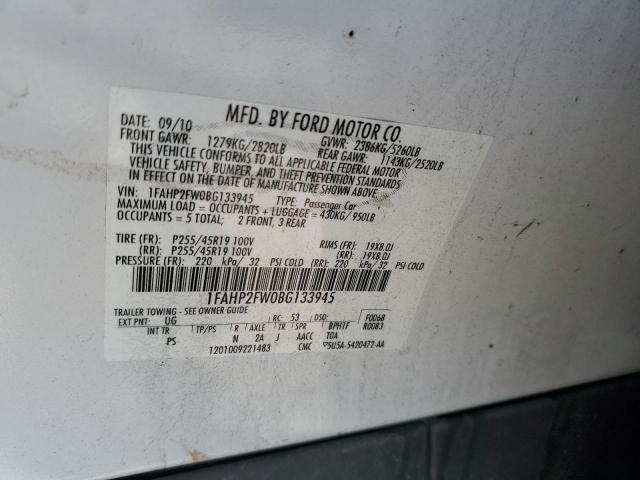 MFD. BY FORD MOTOR CO.
DATE: 09/10 GVWR: 2386KG/5260LB
FRONT GAWR: 1279KG/2820LB REAR GAWR: 1143KG/2520LB
THIS VEHICLE CONFORMS TO ALL APPLICABLE FEDERAL MOTOR
VEHICLE SAFETY, BUMPER, AND THEFT PREVENTION STANDARDS
IN EFFECT ON THE DATE OF MANUFACTURE SHOWN ABOVE.
VIN: 1FAHP2FW0BG133945 TYPE: Passenger Car
MAXIMUM LOAD = OCCUPANTS + LUGGAGE = 430KG/950LB
OCCUPANTS: = 5 TOTAL; 2 FRONT, 3 REAR
TIRE (FR): P255/45R19 100V RIMS (FR): 19X8.0J
(RR): P255/45R19 100V (RR): 19X8.0J
PRESSURE (FR): 220 kPa/ 32 PSI COLD (RR): 220 kPa/ 32 PSI COLD
1FAHP2FW0BG133945
TRAILER TOWING - SEE OWNER GUIDE F0068
EXT PNT: UG RC: 53 DSO: R0083
INT TR TP/PS R AXLE TR SPR BPH1F
PS N 2A J AACC T0A
1201009221483 CMC 5U5A-5420472-AA